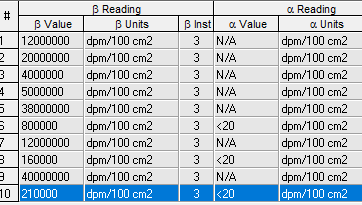 # β Reading α Reading
β Value β Units β Inst α Value α Units
1 12000000 dpm/100 cm2 3 N/A dpm/100 cm2
2 20000000 dpm/100 cm2 3 N/A dpm/100 cm2
3 4000000 dpm/100 cm2 3 N/A dpm/100 cm2
4 5000000 dpm/100 cm2 3 N/A dpm/100 cm2
5 38000000 dpm/100 cm2 3 N/A dpm/100 cm2
6 800000 dpm/100 cm2 3 <20 dpm/100 cm2
7 12000000 dpm/100 cm2 3 N/A dpm/100 cm2
8 160000 dpm/100 cm2 3 <20 dpm/100 cm2
9 40000000 dpm/100 cm2 3 N/A dpm/100 cm2
10 210000 dpm/100 cm2 3 <20 dpm/100 cm2